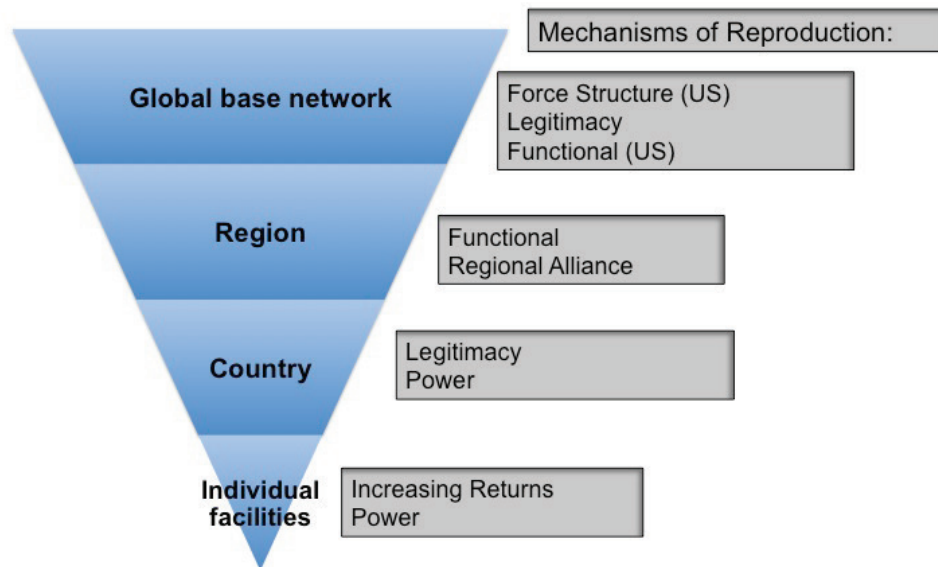 Mechanisms of Reproduction:
Global base network
Force Structure (US)
Legitimacy
Functional (US)
Region
Functional
Regional Alliance
Country
Legitimacy
Power
Individual
facilities
Increasing Returns
Power